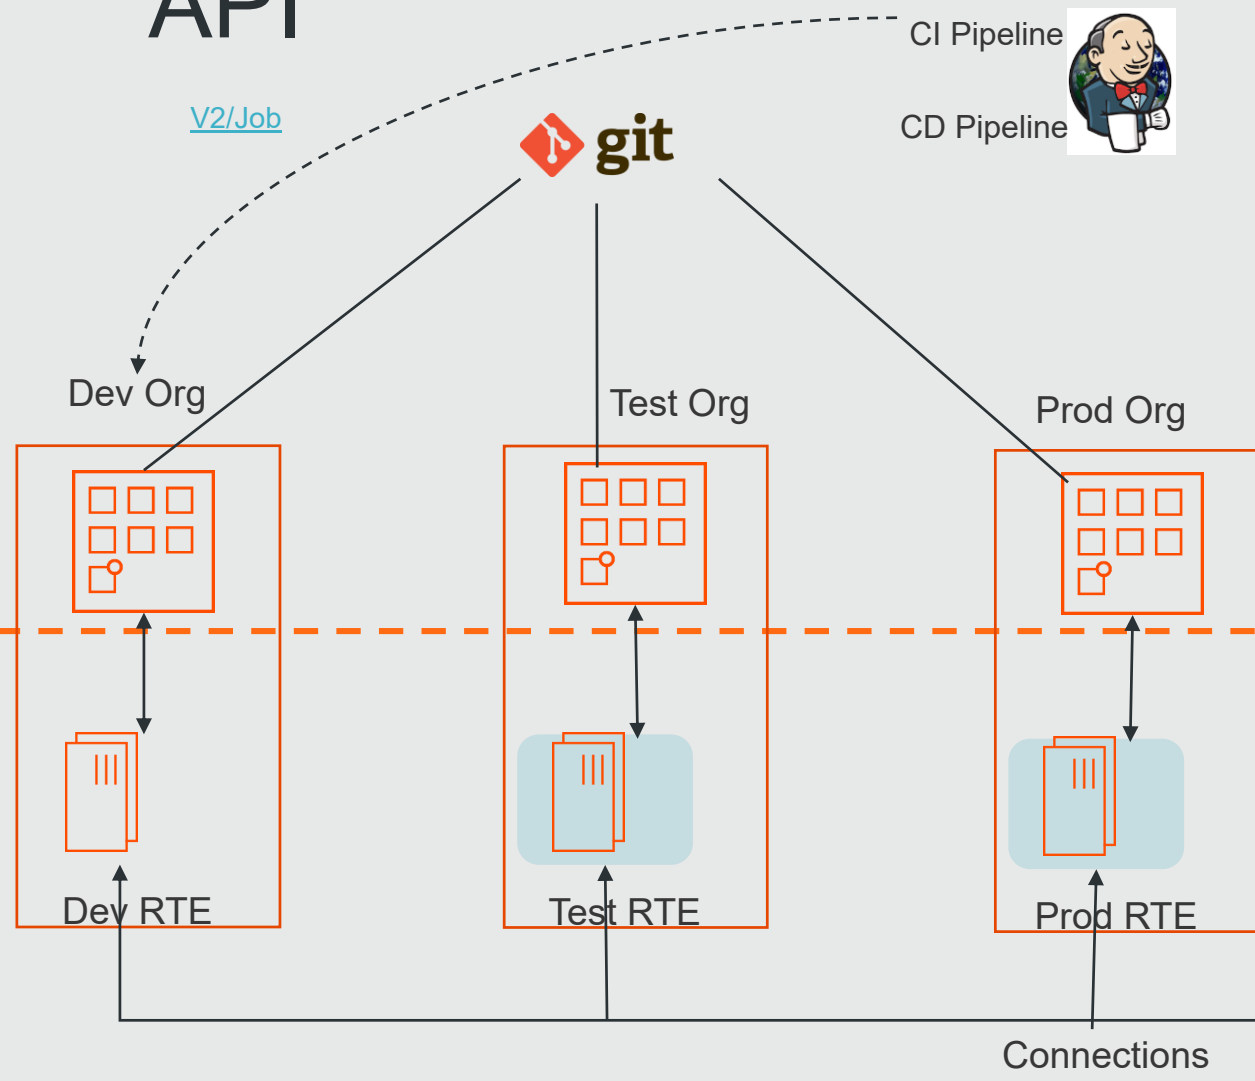 API
CI Pipeline
V2/Job
git
CD Pipeline
Dev Org
Test Org
Prod Org
Dev RTE
Test RTE
Prod RTE
Connections